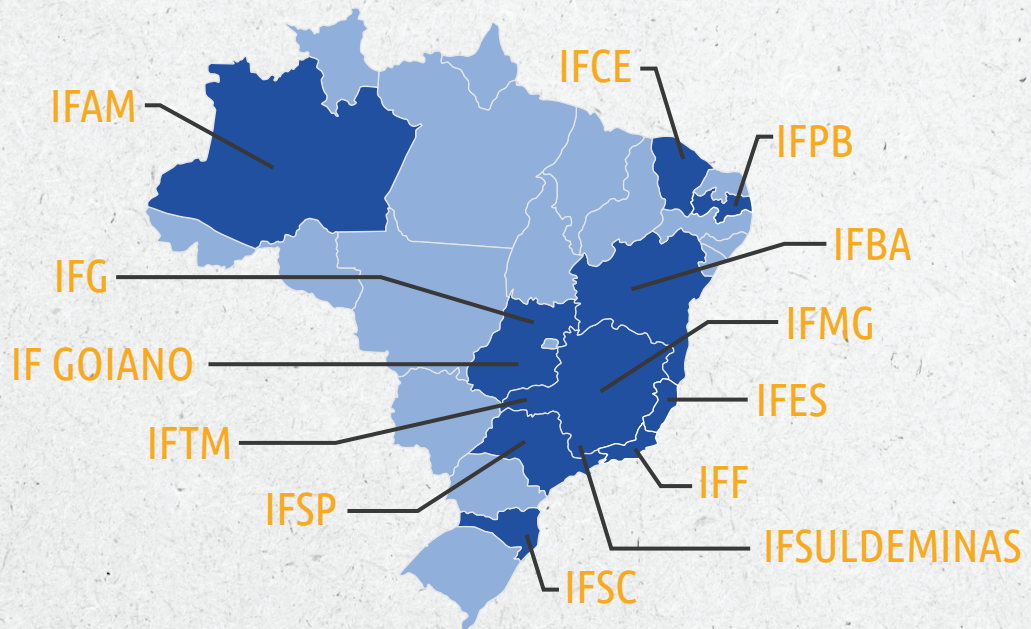 IFCE
IFAM
IFPB
IFBA
IFG
IFMG
IF GOIANO
IFES
IFTM
IFF
IFSP
IFSULDEMINAS
IFSC